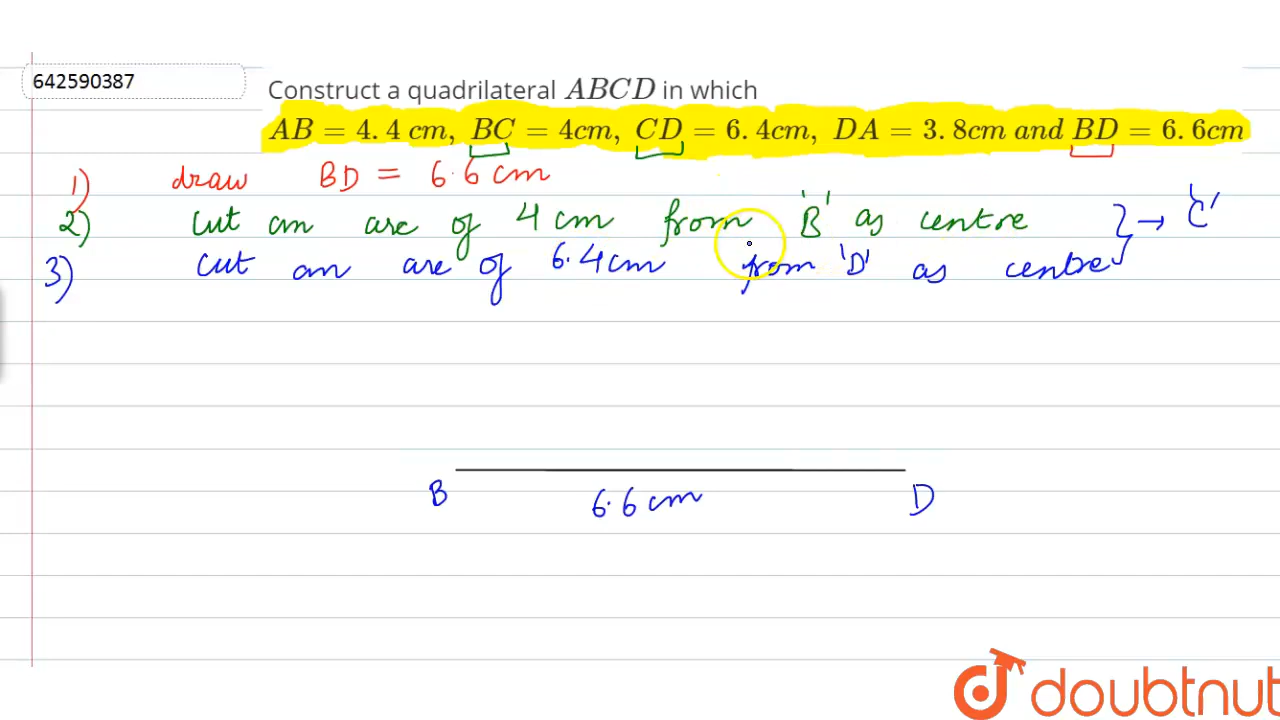 642590387
Construct a quadrilateral ABCD in which
AB = 4.4 cm, BC = 4cm, CD = 6.4cm, DA = 3.8cm and BD = 6.6cm
1) draw BD = 6.6 cm
2) cut an arc of 4 cm from 'B' as centre } → 'C'
3) cut an arc of 6.4cm from 'D' as centre
B 6.6 cm D
doubtnut